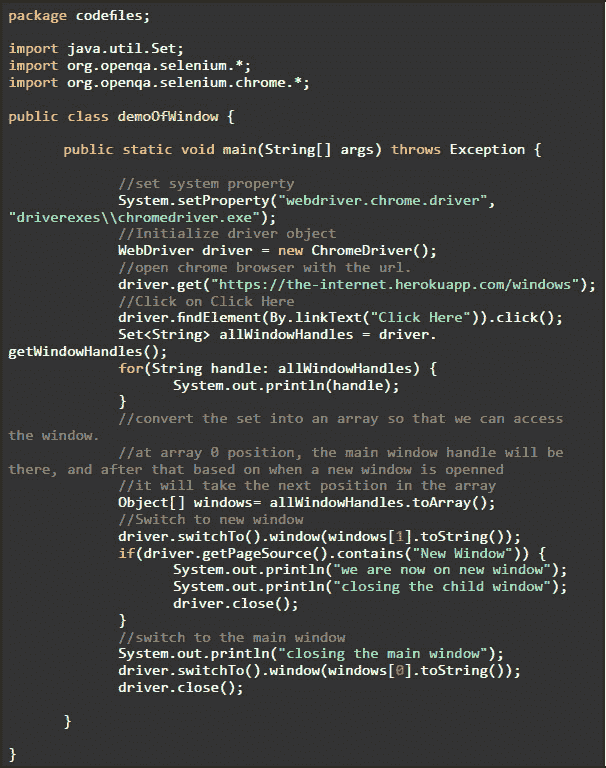 package codefiles;

import java.util.Set;
import org.openqa.selenium.*;
import org.openqa.selenium.chrome.*;

public class demoOfWindow {

       public static void main(String[] args) throws Exception {

              //set system property
              System.setProperty("webdriver.chrome.driver",
"driverexes\\chromedriver.exe");
              //Initialize driver object
              WebDriver driver = new ChromeDriver();
              //open chrome browser with the url.
              driver.get("https://the-internet.herokuapp.com/windows");
              //Click on Click Here
              driver.findElement(By.linkText("Click Here")).click();
              Set<String> allWindowHandles = driver.
getWindowHandles();
              for(String handle: allWindowHandles) {
                     System.out.println(handle);
              }
              //convert the set into an array so that we can access
the window.
              //at array 0 position, the main window handle will be
there, and after that based on when a new window is openned
              //it will take the next position in the array
              Object[] windows= allWindowHandles.toArray();
              //Switch to new window
              driver.switchTo().window(windows[1].toString());
              if(driver.getPageSource().contains("New Window")) {
                     System.out.println("we are now on new window");
                     System.out.println("closing the child window");
                     driver.close();
              }
              //switch to the main window
              System.out.println("closing the main window");
              driver.switchTo().window(windows[0].toString());
              driver.close();

       }

}